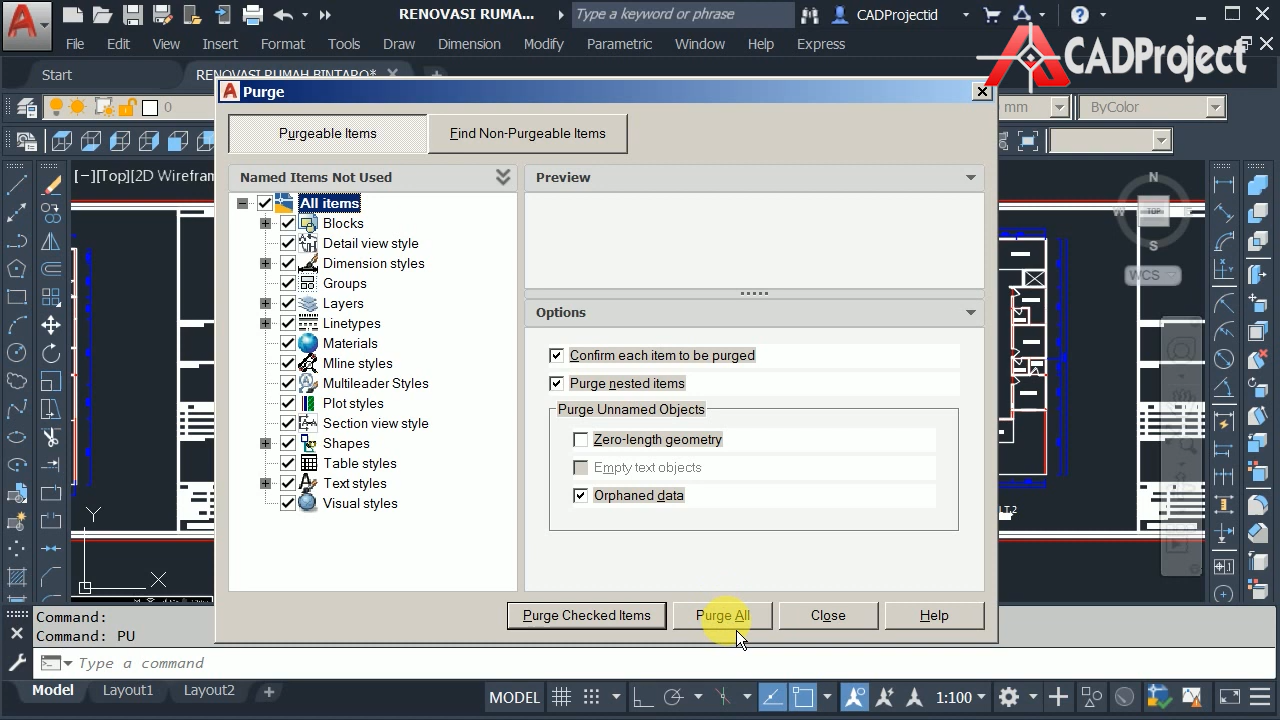 RENOVASI RUMA...
Type a keyword or phrase
CADProjectid
File Edit View Insert Format Tools Draw Dimension Modify Parametric Window Help Express
CADProject
Start
RENOVASI RUMAH BINTARO*
Purge
0
mm
ByColor
Purgeable Items
Find Non-Purgeable Items
[−][Top][2D Wirefram
Named Items Not Used
Preview
All items
Blocks
Detail view style
Dimension styles
Groups
Layers
Linetypes
Materials
Mline styles
Multileader Styles
Plot styles
Section view style
Shapes
Table styles
Text styles
Visual styles
Options
Confirm each item to be purged
Purge nested items
Purge Unnamed Objects
Zero-length geometry
Empty text objects
Orphaned data
N
W TOP E
S
WCS
Y
X
Purge Checked Items
Purge All
Close
Help
Command:
Command: PU
Type a command
Model Layout1 Layout2
MODEL
1:100